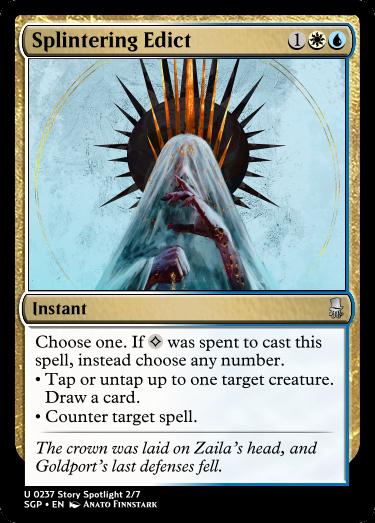 Splintering Edict 1
Instant
Choose one. If was spent to cast this
spell, instead choose any number.
• Tap or untap up to one target creature.
Draw a card.
• Counter target spell.
The crown was laid on Zaila's head, and
Goldport's last defenses fell.
U 0237 Story Spotlight 2/7
SGP • EN Anato Finnstark